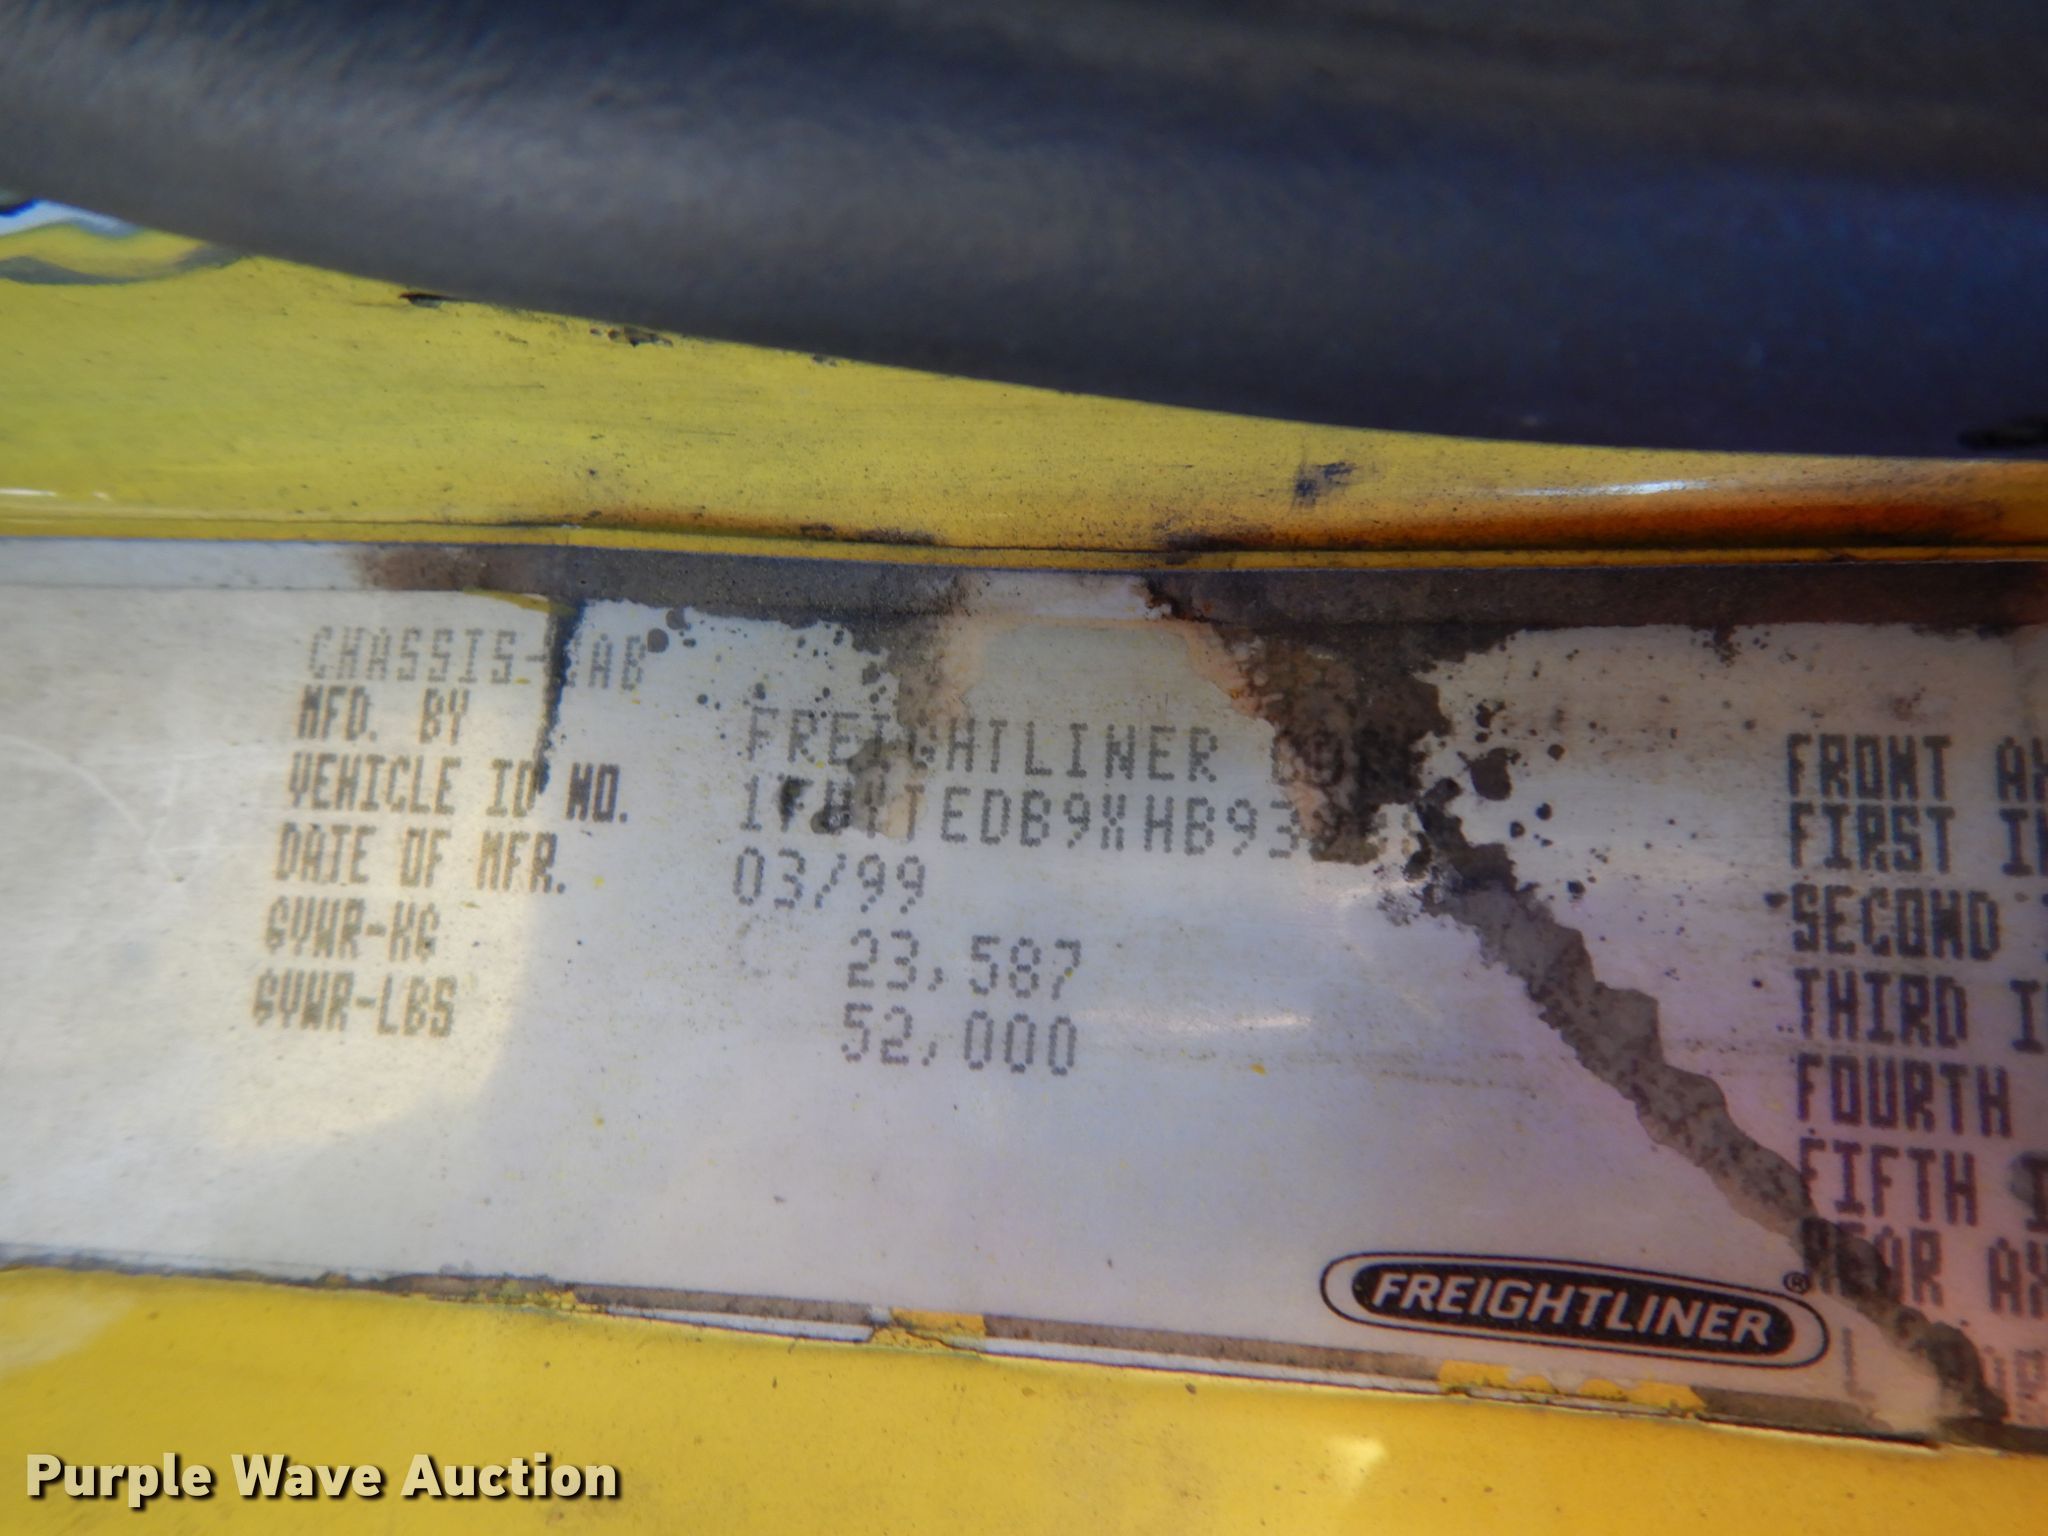 CHASSIS-CAB
MFD. BY FREIGHTLINER
VEHICLE ID NO.
DATE OF MFR. 03/99
GVWR-KG 23,587
GVWR-LBS 52,000
FRONT
FIRST
SECOND
THIRD
FOURTH
FIFTH
REAR
FREIGHTLINER®
Purple Wave Auction